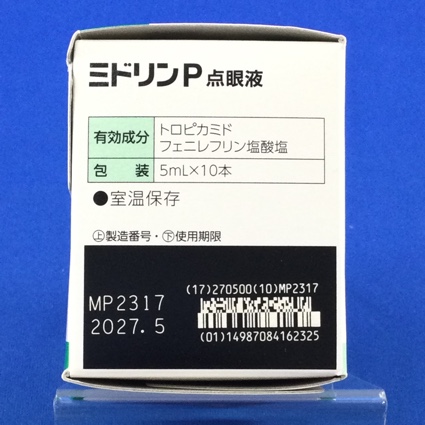 ミドリンP点眼液
有効成分 トロピカミド
フェニレフリン塩酸塩
包 装 5mL×10本
●室温保存
㊤製造番号・㊦使用期限
(17)270500(10)MP2317
MP2317
2027.5
(01)14987084162325